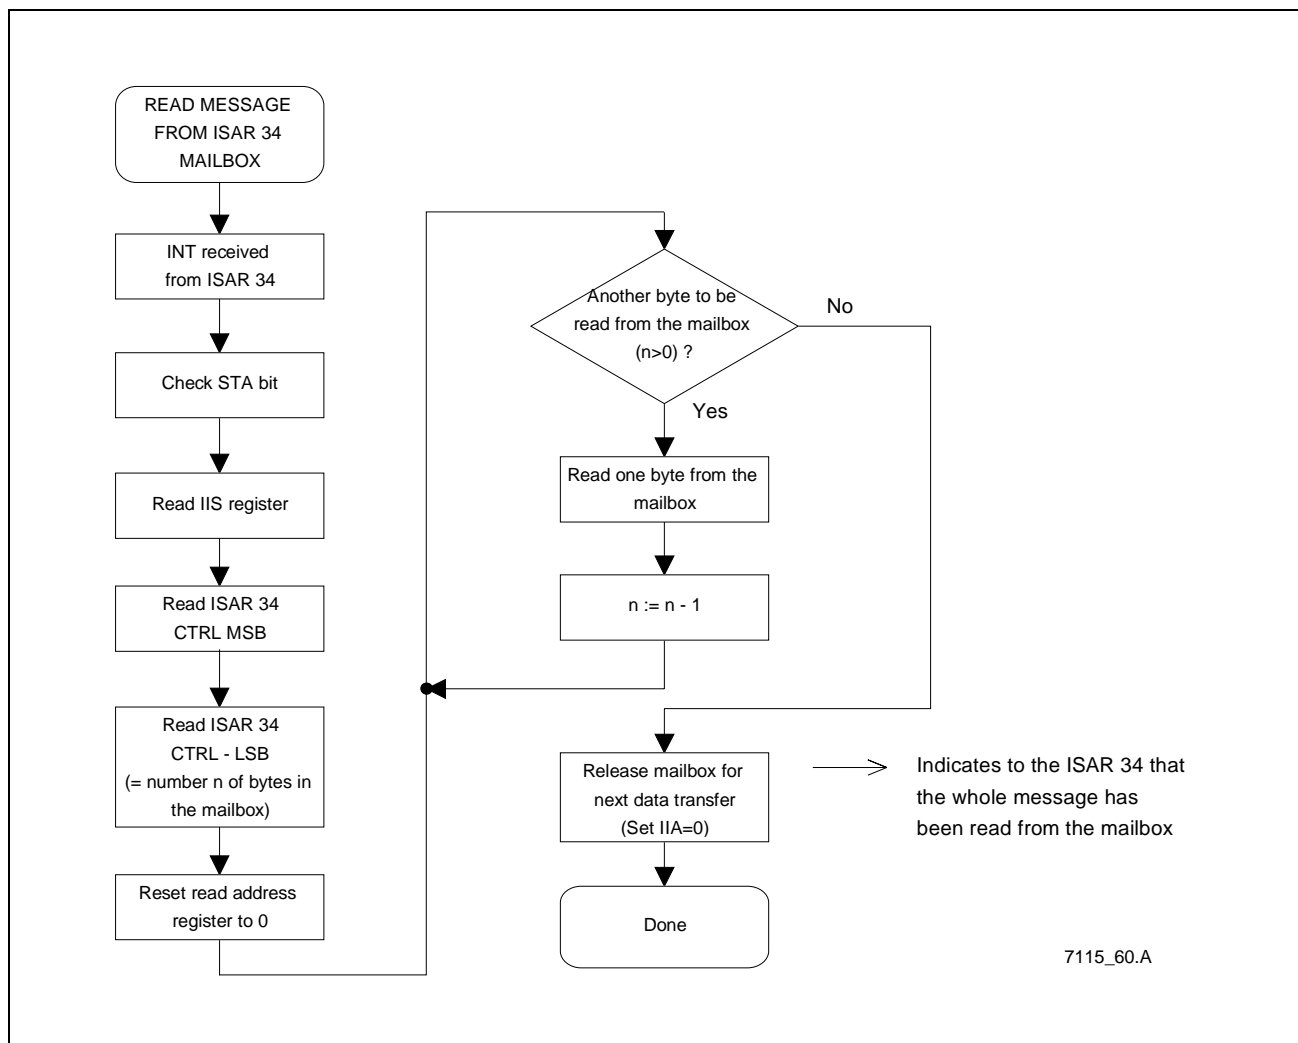 READ MESSAGE
FROM ISAR 34
MAILBOX
INT received
from ISAR 34
Check STA bit
Read IIS register
Read ISAR 34
CTRL MSB
Read ISAR 34
CTRL - LSB
(= number n of bytes in
the mailbox)
Reset read address
register to 0
Another byte to be
read from the mailbox
(n>0) ?
No
Yes
Read one byte from the
mailbox
n := n - 1
Release mailbox for
next data transfer
(Set IIA=0)
Indicates to the ISAR 34 that
the whole message has
been read from the mailbox
Done
7115_60.A